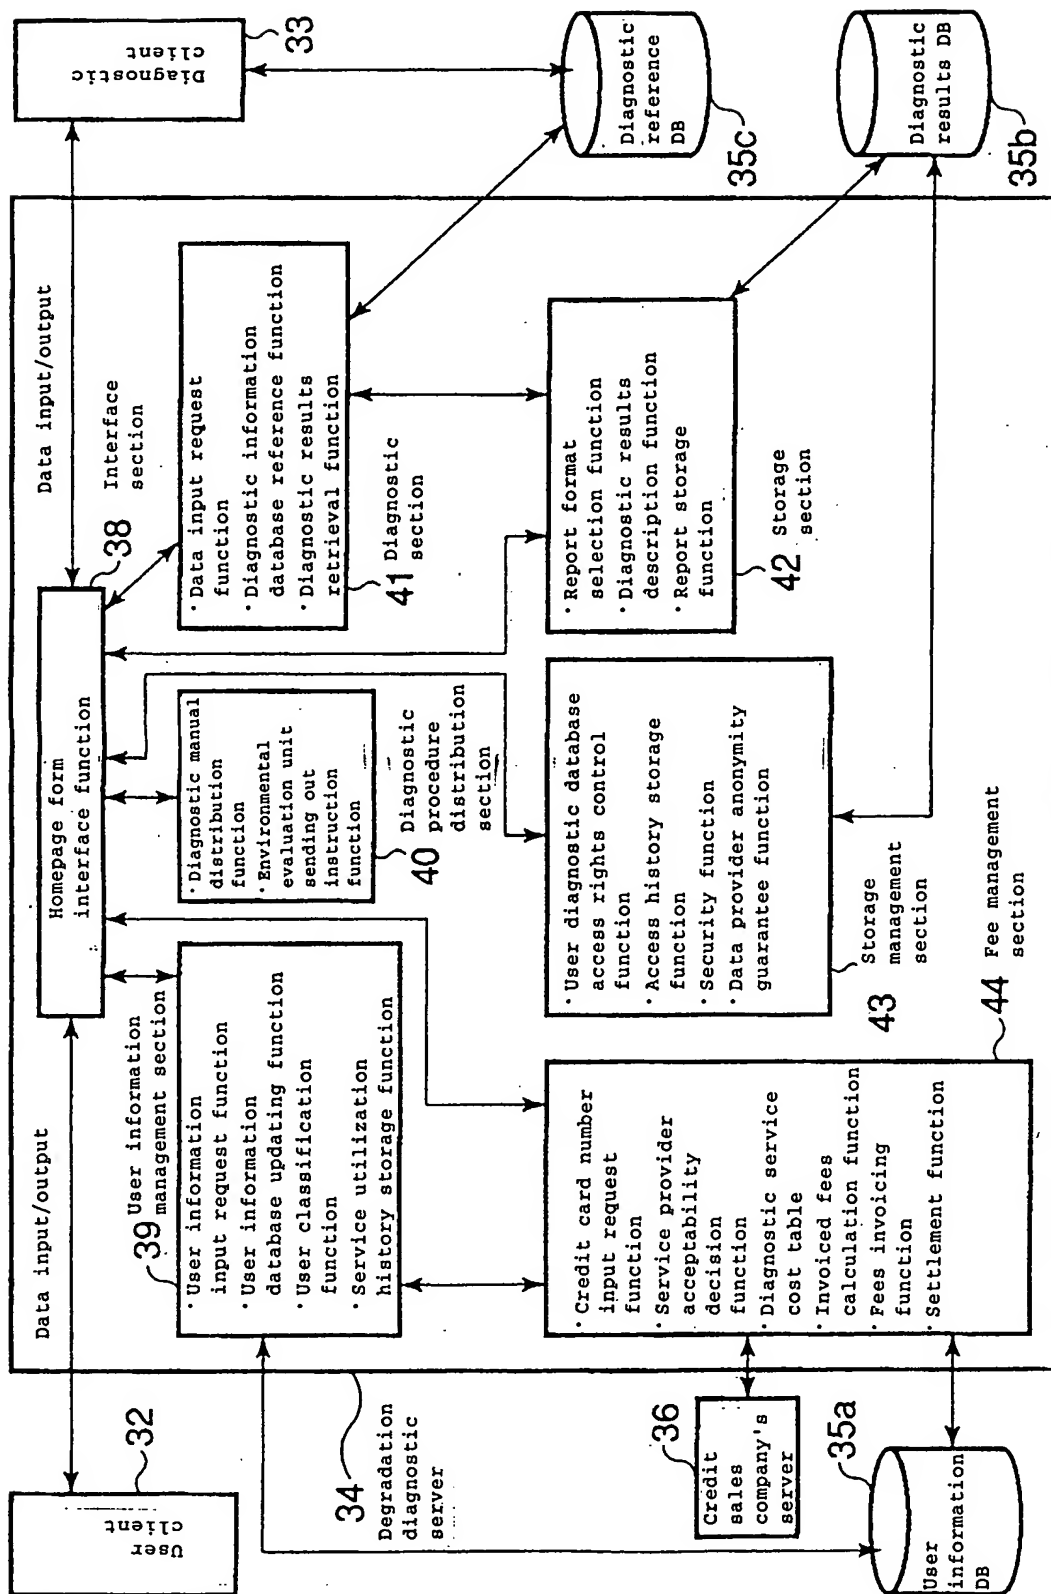 User
client
32
Data input/output
Homepage form
interface function
38
Interface
section
Data input/output
Diagnostic
client
33
39
User information
management section
・User information
input request function
・User information
database updating function
・User classification
function
・Service utilization
history storage function
・Diagnostic manual
distribution
function
・Environmental
evaluation unit
sending out
instruction
function
40
Diagnostic
procedure
distribution
section
・Data input request
function
・Diagnostic information
database reference function
・Diagnostic results
retrieval function
41
Diagnostic
section
34
Degradation
diagnostic
server
36
Credit
sales
company's
server
35a
User
information
DB
・Credit card number
input request
function
・Service provider
acceptability
decision
function
・Diagnostic service
cost table
・Invoiced fees
calculation function
・Fees invoicing
function
・Settlement function
44
Fee management
section
・User diagnostic database
access rights control
function
・Access history storage
function
・Security function
・Data provider anonymity
guarantee function
43
Storage
management
section
・Report format
selection function
・Diagnostic results
description function
・Report storage
function
42
Storage
section
Diagnostic
reference
DB
35c
Diagnostic
results DB
35b